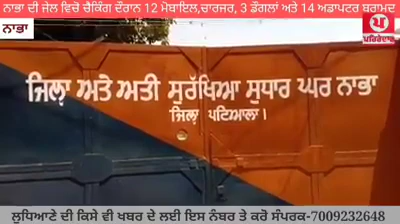 ਨਾਭਾ ਦੀ ਜੇਲ ਵਿਚੋ ਚੈਕਿੰਗ ਦੌਰਾਨ 12 ਮੋਬਾਇਲ,ਚਾਰਜਰ, 3 ਡੌਂਗਲਾਂ ਅਤੇ 14 ਅਡਾਪਟਰ ਬਰਾਮਦ
ਨਾਭਾ
ਪ
ਪਹਿਰੇਦਾਰ
ਜਿਲ੍ਹਾ ਅਤੇ ਅਤੀ ਸੁਰੱਖਿਆ ਸੁਧਾਰ ਘਰ ਨਾਭਾ
ਜਿਲ੍ਹਾ ਪਟਿਆਲਾ।
ਲੁਧਿਆਣੇ ਦੀ ਕਿਸੇ ਵੀ ਖਬਰ ਦੇ ਲਈ ਇਸ ਨੰਬਰ ਤੇ ਕਰੋ ਸੰਪਰਕ-7009232648